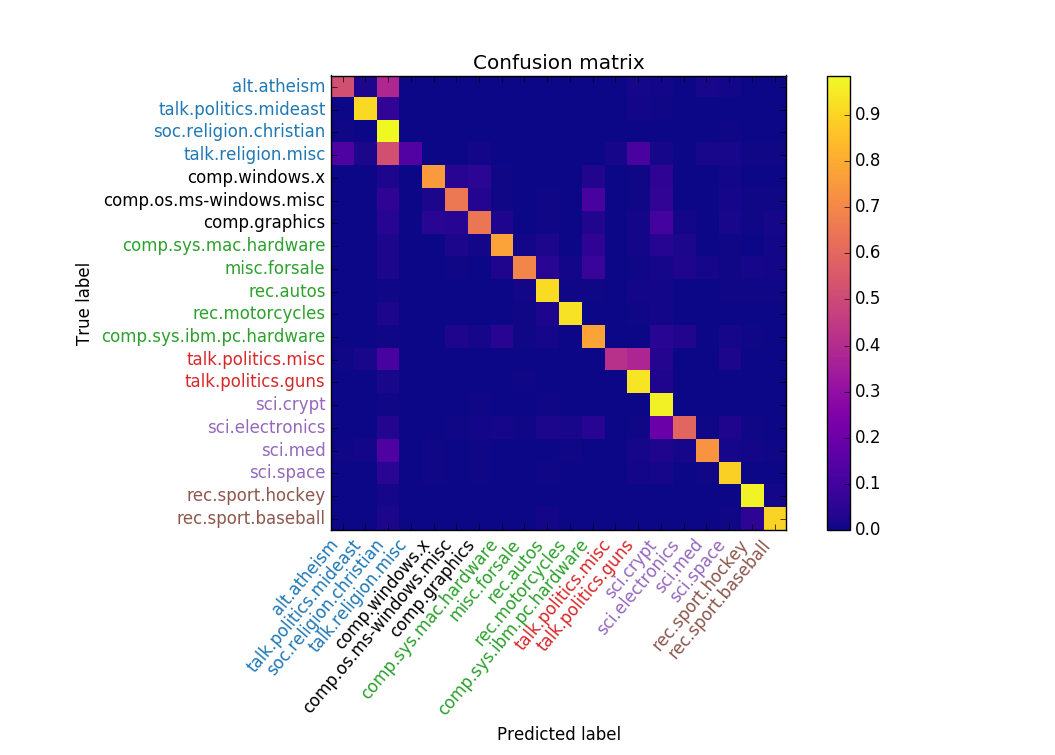 Confusion matrix
True label
alt.atheism
talk.politics.mideast
soc.religion.christian
talk.religion.misc
comp.windows.x
comp.os.ms-windows.misc
comp.graphics
comp.sys.mac.hardware
misc.forsale
rec.autos
rec.motorcycles
comp.sys.ibm.pc.hardware
talk.politics.misc
talk.politics.guns
sci.crypt
sci.electronics
sci.med
sci.space
rec.sport.hockey
rec.sport.baseball
0.9
0.8
0.7
0.6
0.5
0.4
0.3
0.2
0.1
0.0
alt.atheism
talk.politics.mideast
soc.religion.christian
talk.religion.misc
comp.windows.x
comp.os.ms-windows.misc
comp.graphics
comp.sys.mac.hardware
misc.forsale
rec.autos
rec.motorcycles
comp.sys.ibm.pc.hardware
talk.politics.misc
talk.politics.guns
sci.crypt
sci.electronics
sci.med
sci.space
rec.sport.hockey
rec.sport.baseball
Predicted label